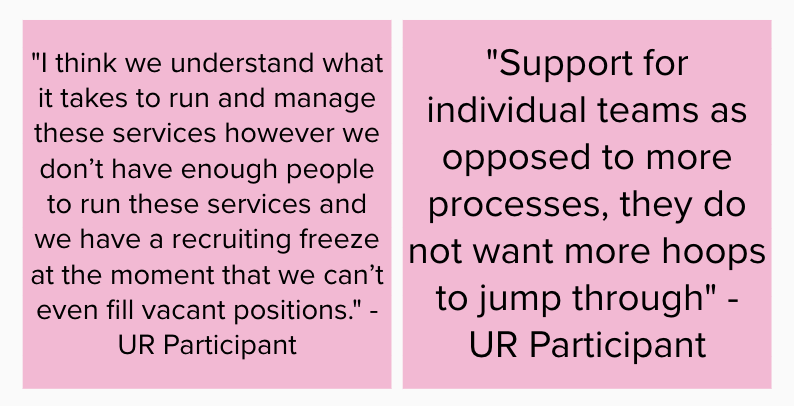 "I think we understand what
it takes to run and manage
these services however we
don’t have enough people
to run these services and
we have a recruiting freeze
at the moment that we can’t
even fill vacant positions." -
UR Participant
"Support for
individual teams as
opposed to more
processes, they do
not want more hoops
to jump through" -
UR Participant